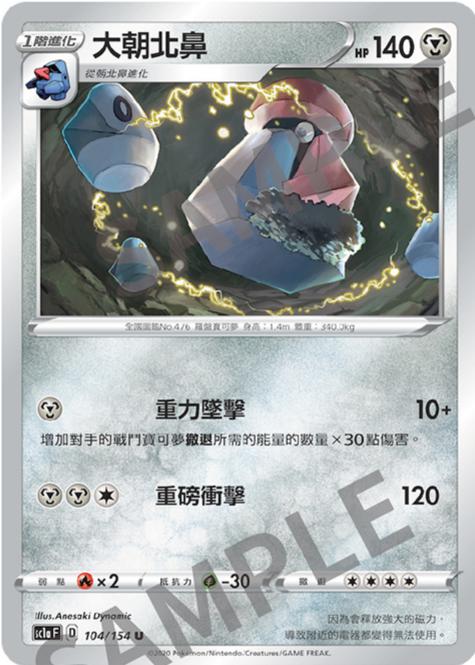 1階進化
大朝北鼻
HP 140
從朝北鼻進化
全國圖鑑No.476 羅盤寶可夢 身高：1.4m 體重：340.0kg
重力墜擊 10+
增加對手的戰鬥寶可夢撤退所需的能量的數量×30點傷害。
重磅衝擊 120
弱點 ×2 抵抗力 -30 撤退
Illus.Anesaki Dynamic
sc1a F D 104/154 U
因為會釋放強大的磁力，
導致附近的電器都變得無法使用。
©2020 Pokémon/Nintendo/Creatures/GAME FREAK.
SAMPLE
SAMPLE